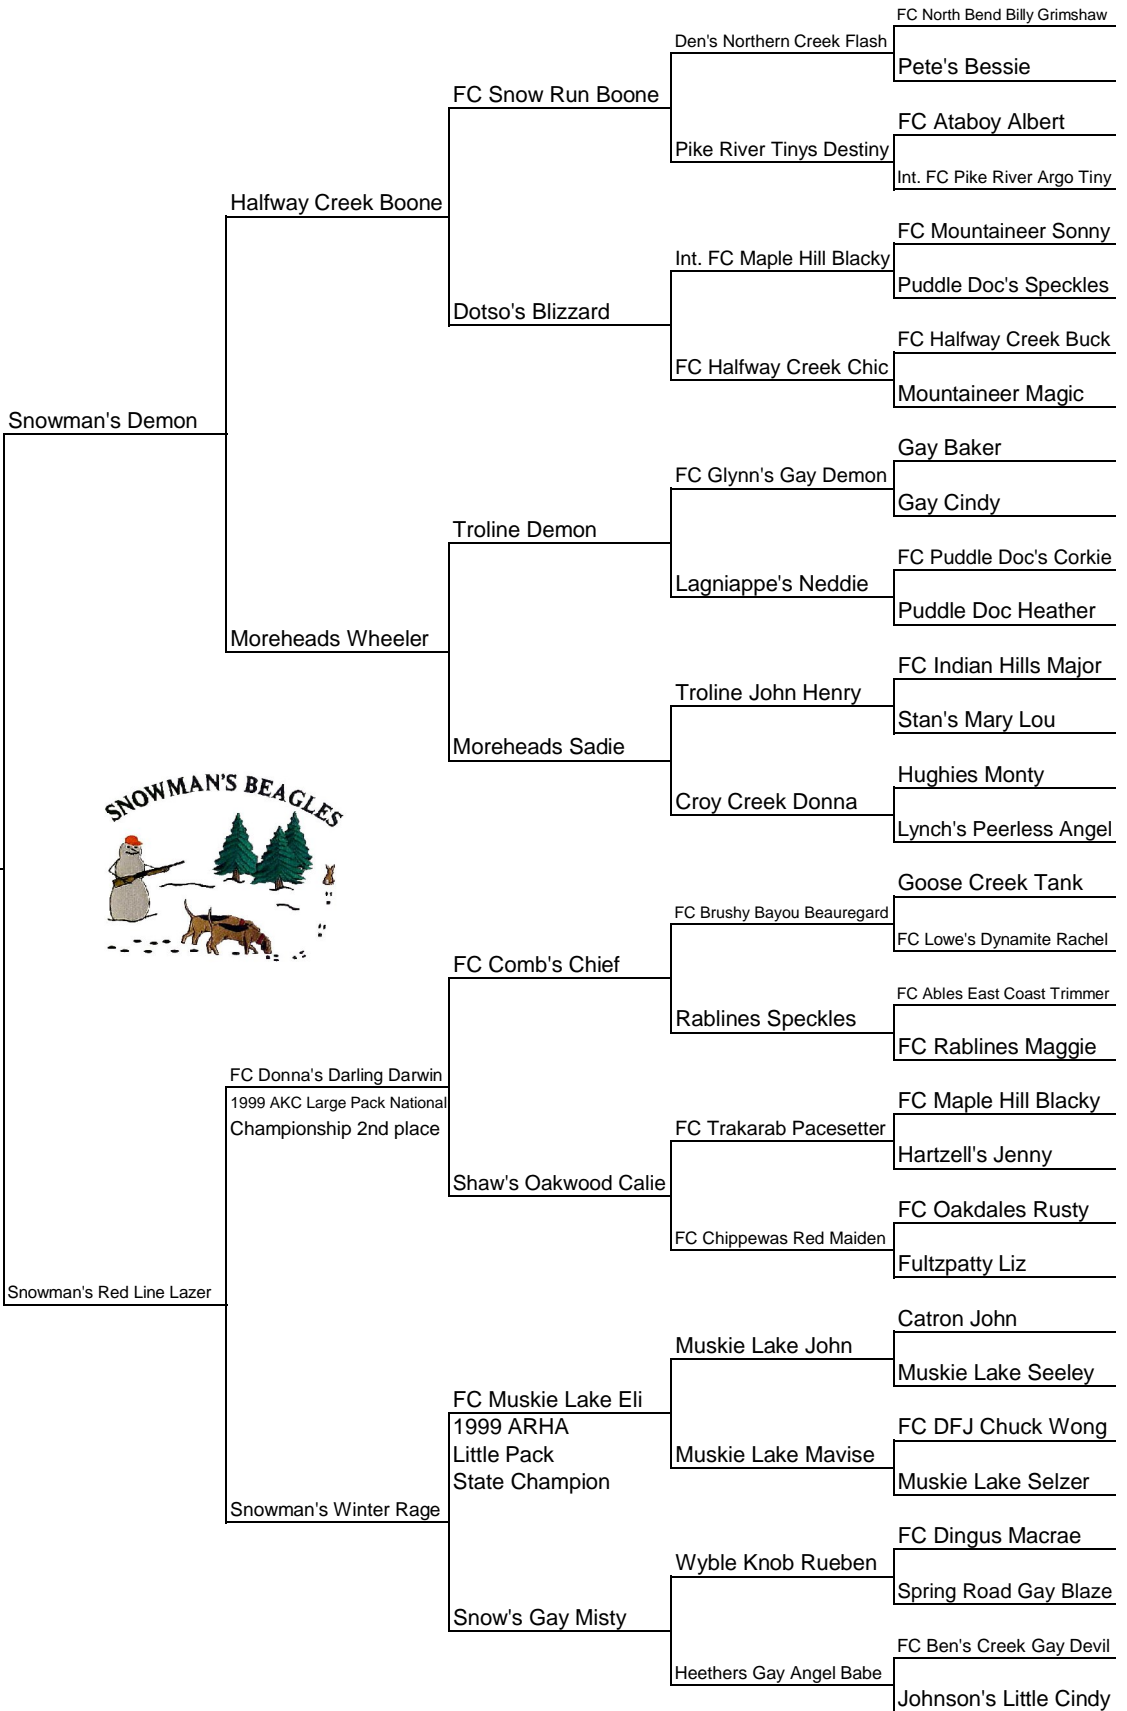 FC North Bend Billy Grimshaw
Den's Northern Creek Flash
Pete's Bessie
FC Snow Run Boone
FC Ataboy Albert
Pike River Tinys Destiny
Int. FC Pike River Argo Tiny
Halfway Creek Boone
FC Mountaineer Sonny
Int. FC Maple Hill Blacky
Puddle Doc's Speckles
Dotso's Blizzard
FC Halfway Creek Buck
FC Halfway Creek Chic
Mountaineer Magic
Snowman's Demon
Gay Baker
FC Glynn's Gay Demon
Gay Cindy
Troline Demon
FC Puddle Doc's Corkie
Lagniappe's Neddie
Puddle Doc Heather
Moreheads Wheeler
FC Indian Hills Major
Troline John Henry
Stan's Mary Lou
Moreheads Sadie
Hughies Monty
Croy Creek Donna
Lynch's Peerless Angel
SNOWMAN'S BEAGLES
Goose Creek Tank
FC Brushy Bayou Beauregard
FC Lowe's Dynamite Rachel
FC Comb's Chief
FC Ables East Coast Trimmer
Rablines Speckles
FC Rablines Maggie
FC Donna's Darling Darwin
1999 AKC Large Pack National
Championship 2nd place
FC Maple Hill Blacky
FC Trakarab Pacesetter
Hartzell's Jenny
Shaw's Oakwood Calie
FC Oakdales Rusty
FC Chippewas Red Maiden
Fultzpatty Liz
Snowman's Red Line Lazer
Catron John
Muskie Lake John
Muskie Lake Seeley
FC Muskie Lake Eli
1999 ARHA
Little Pack
State Champion
FC DFJ Chuck Wong
Muskie Lake Mavise
Muskie Lake Selzer
Snowman's Winter Rage
FC Dingus Macrae
Wyble Knob Rueben
Spring Road Gay Blaze
Snow's Gay Misty
FC Ben's Creek Gay Devil
Heethers Gay Angel Babe
Johnson's Little Cindy